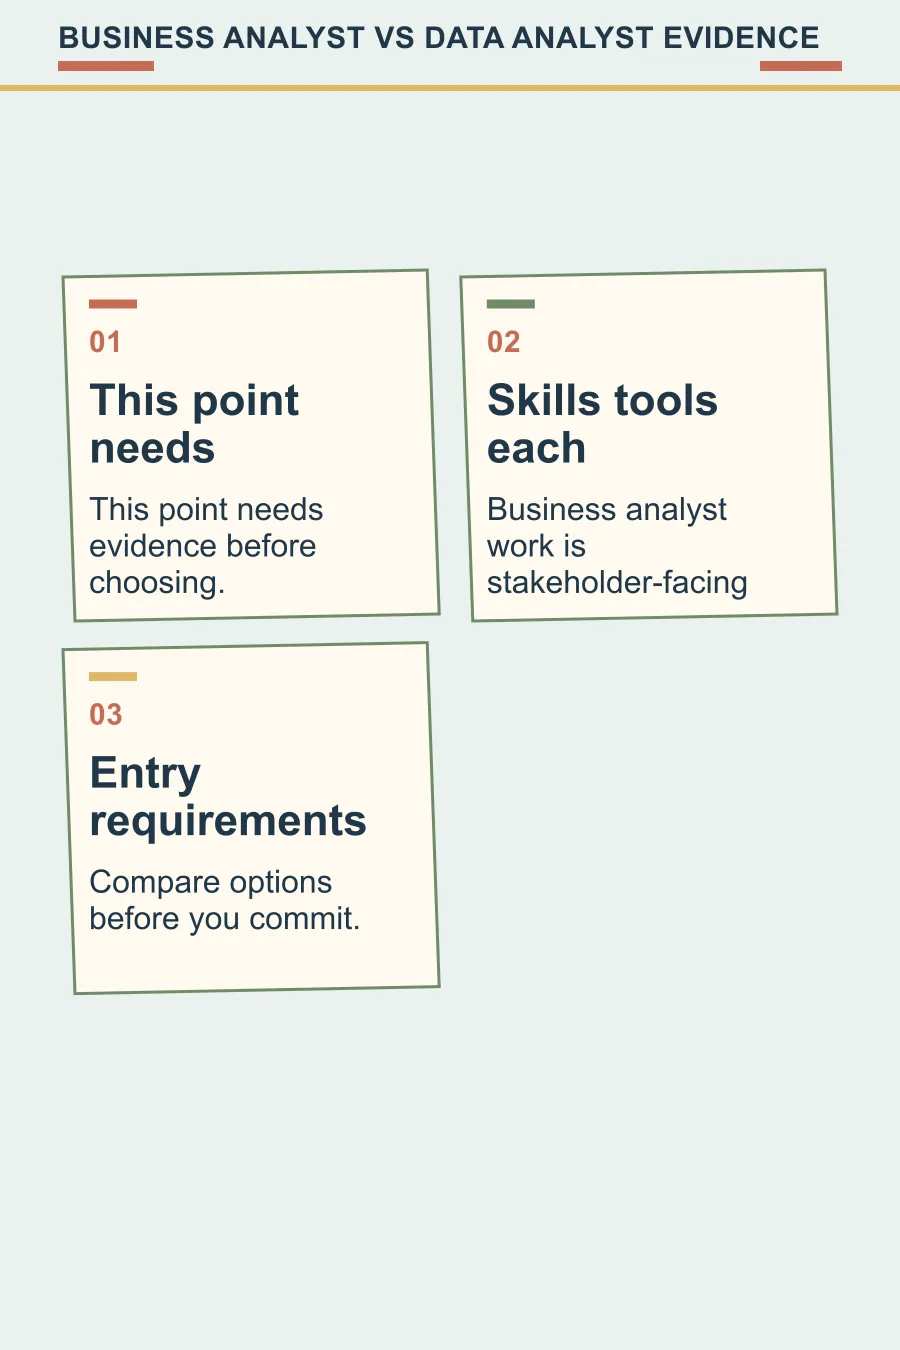 BUSINESS ANALYST VS DATA ANALYST EVIDENCE
01
This point
needs
This point needs
evidence before
choosing.
02
Skills tools
each
Business analyst
work is
stakeholder-facing
03
Entry
requirements
Compare options
before you commit.